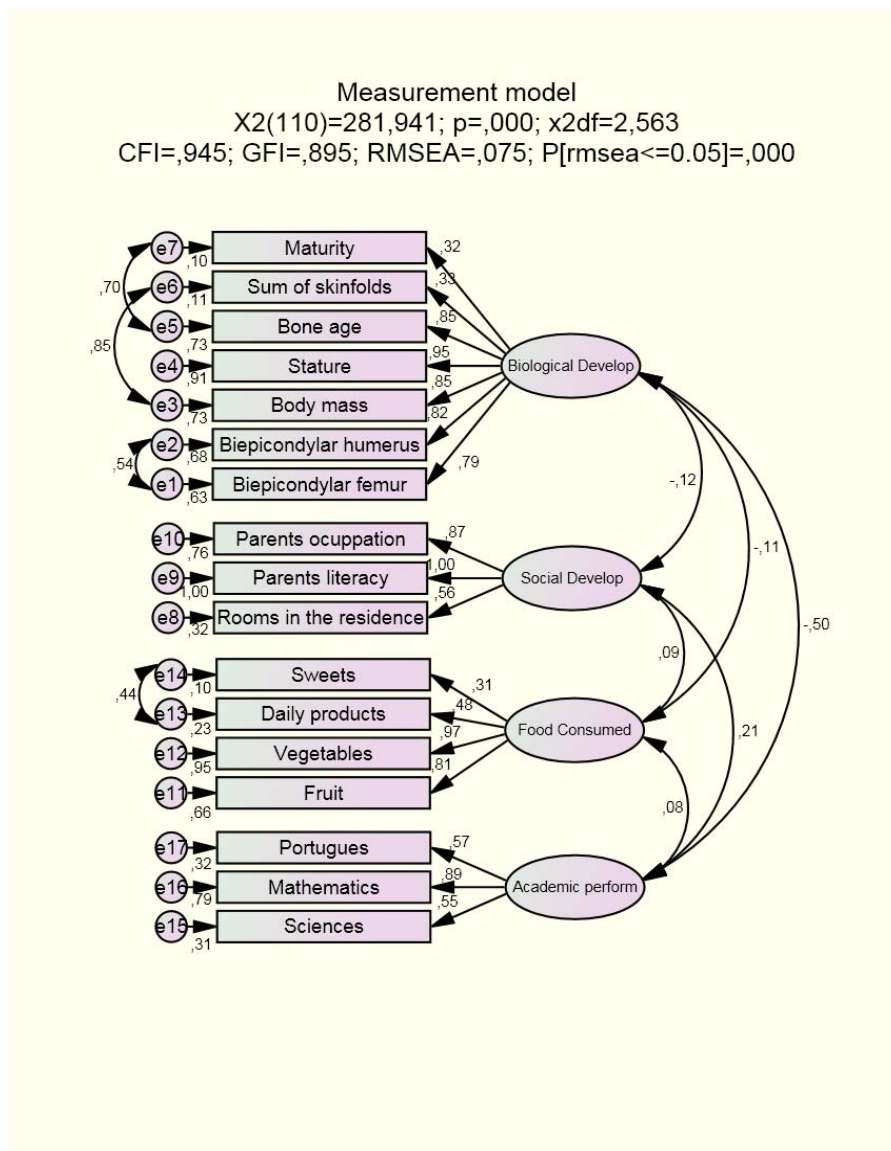 Measurement model
X2(110)=281,941; p=,000; x2df=2,563
CFI=,945; GFI=,895; RMSEA=,075; P[rmsea<=0.05]=,000
e7 ,10 Maturity ,32
,70
e6 ,11 Sum of skinfolds ,33
e5 ,73 Bone age ,85
,85
e4 ,91 Stature ,95
Biological Develop
e3 ,73 Body mass ,85
e2 ,68 Biepicondylar humerus ,82
,54
e1 ,63 Biepicondylar femur ,79
-,12
-,11
-,50
e10 ,76 Parents ocuppation ,87
e9 1,00 Parents literacy 1,00
Social Develop
e8 ,32 Rooms in the residence ,56
,09
,21
e14 ,10 Sweets ,31
,44
e13 ,23 Daily products ,48
Food Consumed
e12 ,95 Vegetables ,97
e11 ,66 Fruit ,81
,08
e17 ,32 Portugues ,57
e16 ,79 Mathematics ,89
Academic perform
e15 ,31 Sciences ,55